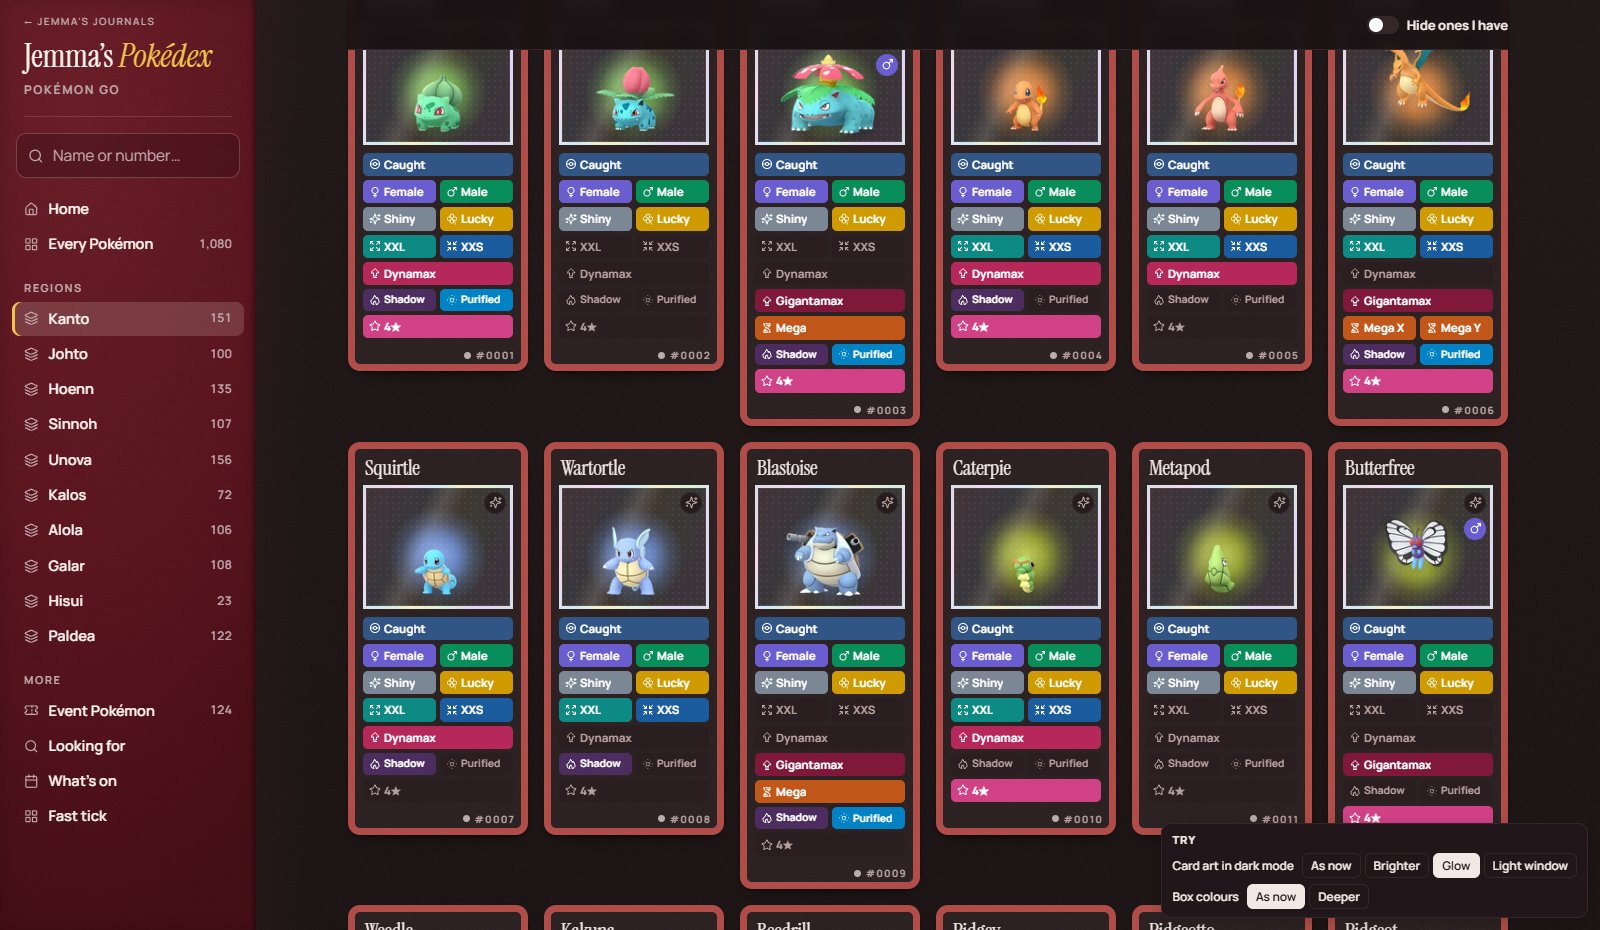 ← JEMMA'S JOURNALS
Jemma's Pokédex
POKÉMON GO
Name or number...
Home
Every Pokémon 1,080
REGIONS
Kanto 151
Johto 100
Hoenn 135
Sinnoh 107
Unova 156
Kalos 72
Alola 106
Galar 108
Hisui 23
Paldea 122
MORE
Event Pokémon 124
Looking for
What's on
Fast tick
Hide ones I have
Caught
Female Male
Shiny Lucky
XXL XXS
Dynamax
Shadow Purified
4★
#0001
Caught
Female Male
Shiny Lucky
XXL XXS
Dynamax
Shadow Purified
4★
#0002
Caught
Female Male
Shiny Lucky
XXL XXS
Dynamax
Gigantamax
Mega
Shadow Purified
4★
#0003
Caught
Female Male
Shiny Lucky
XXL XXS
Dynamax
Shadow Purified
4★
#0004
Caught
Female Male
Shiny Lucky
XXL XXS
Dynamax
Shadow Purified
4★
#0005
Caught
Female Male
Shiny Lucky
XXL XXS
Dynamax
Gigantamax
Mega X Mega Y
Shadow Purified
4★
#0006
Squirtle
Caught
Female Male
Shiny Lucky
XXL XXS
Dynamax
Shadow Purified
4★
#0007
Wartortle
Caught
Female Male
Shiny Lucky
XXL XXS
Dynamax
Shadow Purified
4★
#0008
Blastoise
Caught
Female Male
Shiny Lucky
XXL XXS
Dynamax
Gigantamax
Mega
Shadow Purified
4★
#0009
Caterpie
Caught
Female Male
Shiny Lucky
XXL XXS
Dynamax
Shadow Purified
4★
#0010
Metapod
Caught
Female Male
Shiny Lucky
XXL XXS
Dynamax
Shadow Purified
4★
#0011
Butterfree
Caught
Female Male
Shiny Lucky
XXL XXS
Dynamax
Gigantamax
Shadow Purified
4★
Weedle
Kakuna
Beedrill
Pidgey
Pidgeotto
Pidgeot
TRY
Card art in dark mode As now Brighter Glow Light window
Box colours As now Deeper